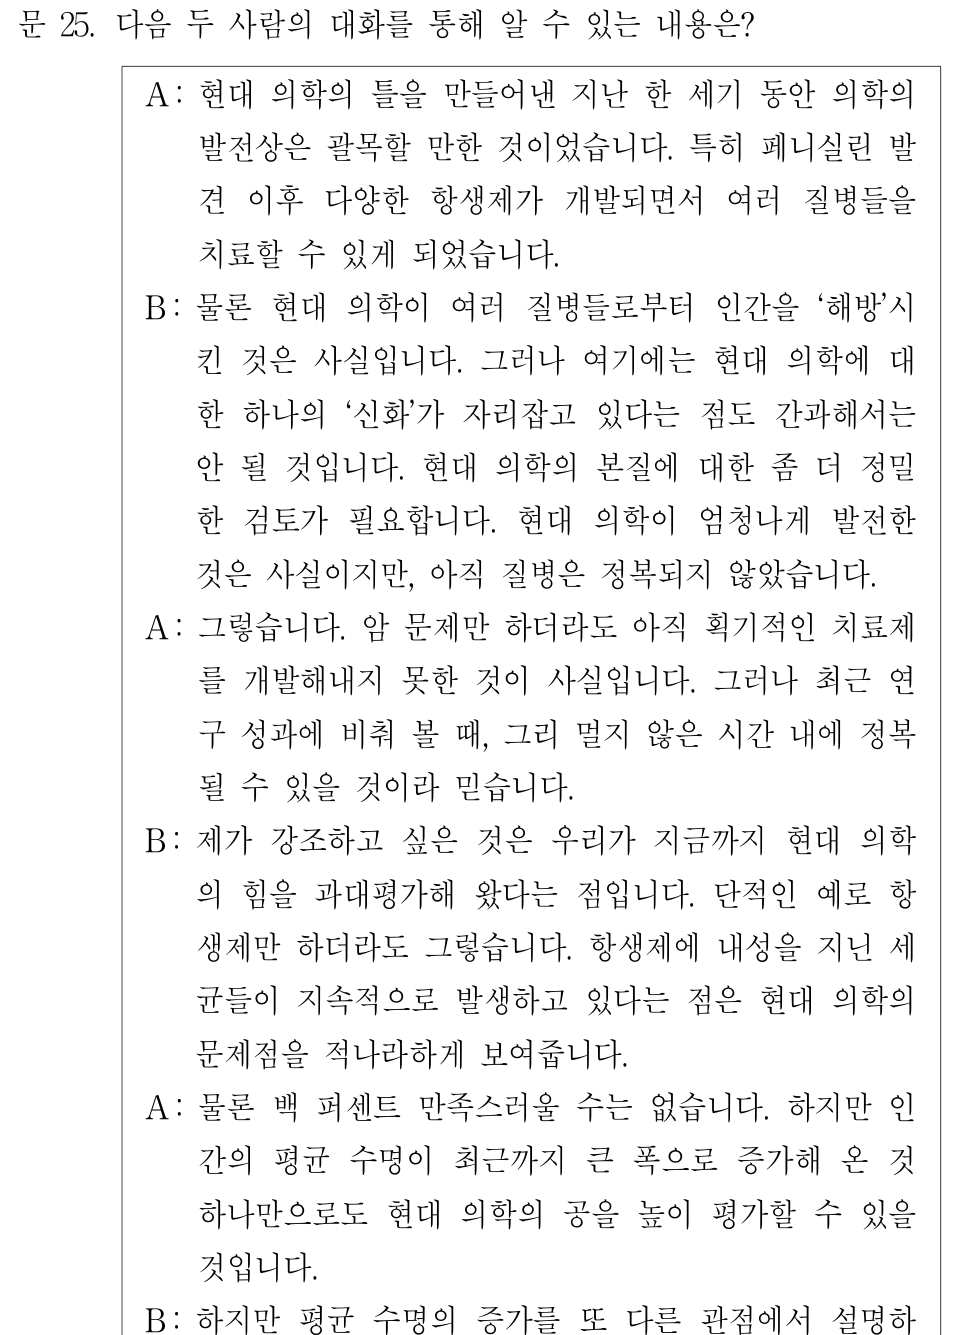 문 25. 다음 두 사람의 대화를 통해 알 수 있는 내용은?
A: 현대 의학의 틀을 만들어낸 지난 한 세기 동안 의학의
발전상은 괄목할 만한 것이었습니다. 특히 페니실린 발
견 이후 다양한 항생제가 개발되면서 여러 질병들을
치료할 수 있게 되었습니다.
B: 물론 현대 의학이 여러 질병들로부터 인간을 ‘해방’시
킨 것은 사실입니다. 그러나 여기에는 현대 의학에 대
한 하나의 ‘신화’가 자리잡고 있다는 점도 간과해서는
안 될 것입니다. 현대 의학의 본질에 대한 좀 더 정밀
한 검토가 필요합니다. 현대 의학이 엄청나게 발전한
것은 사실이지만, 아직 질병은 정복되지 않았습니다.
A: 그렇습니다. 암 문제만 하더라도 아직 획기적인 치료제
를 개발해내지 못한 것이 사실입니다. 그러나 최근 연
구 성과에 비춰 볼 때, 그리 멀지 않은 시간 내에 정복
될 수 있을 것이라 믿습니다.
B: 제가 강조하고 싶은 것은 우리가 지금까지 현대 의학
의 힘을 과대평가해 왔다는 점입니다. 단적인 예로 항
생제만 하더라도 그렇습니다. 항생제에 내성을 지닌 세
균들이 지속적으로 발생하고 있다는 점은 현대 의학의
문제점을 적나라하게 보여줍니다.
A: 물론 백 퍼센트 만족스러울 수는 없습니다. 하지만 인
간의 평균 수명이 최근까지 큰 폭으로 증가해 온 것
하나만으로도 현대 의학의 공을 높이 평가할 수 있을
것입니다.
B: 하지만 평균 수명의 증가를 또 다른 관점에서 설명하